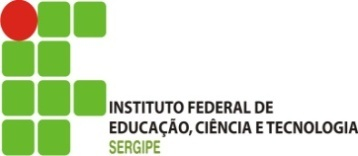 INSTITUTO FEDERAL DE
EDUCAÇÃO, CIÊNCIA E TECNOLOGIA
SERGIPE